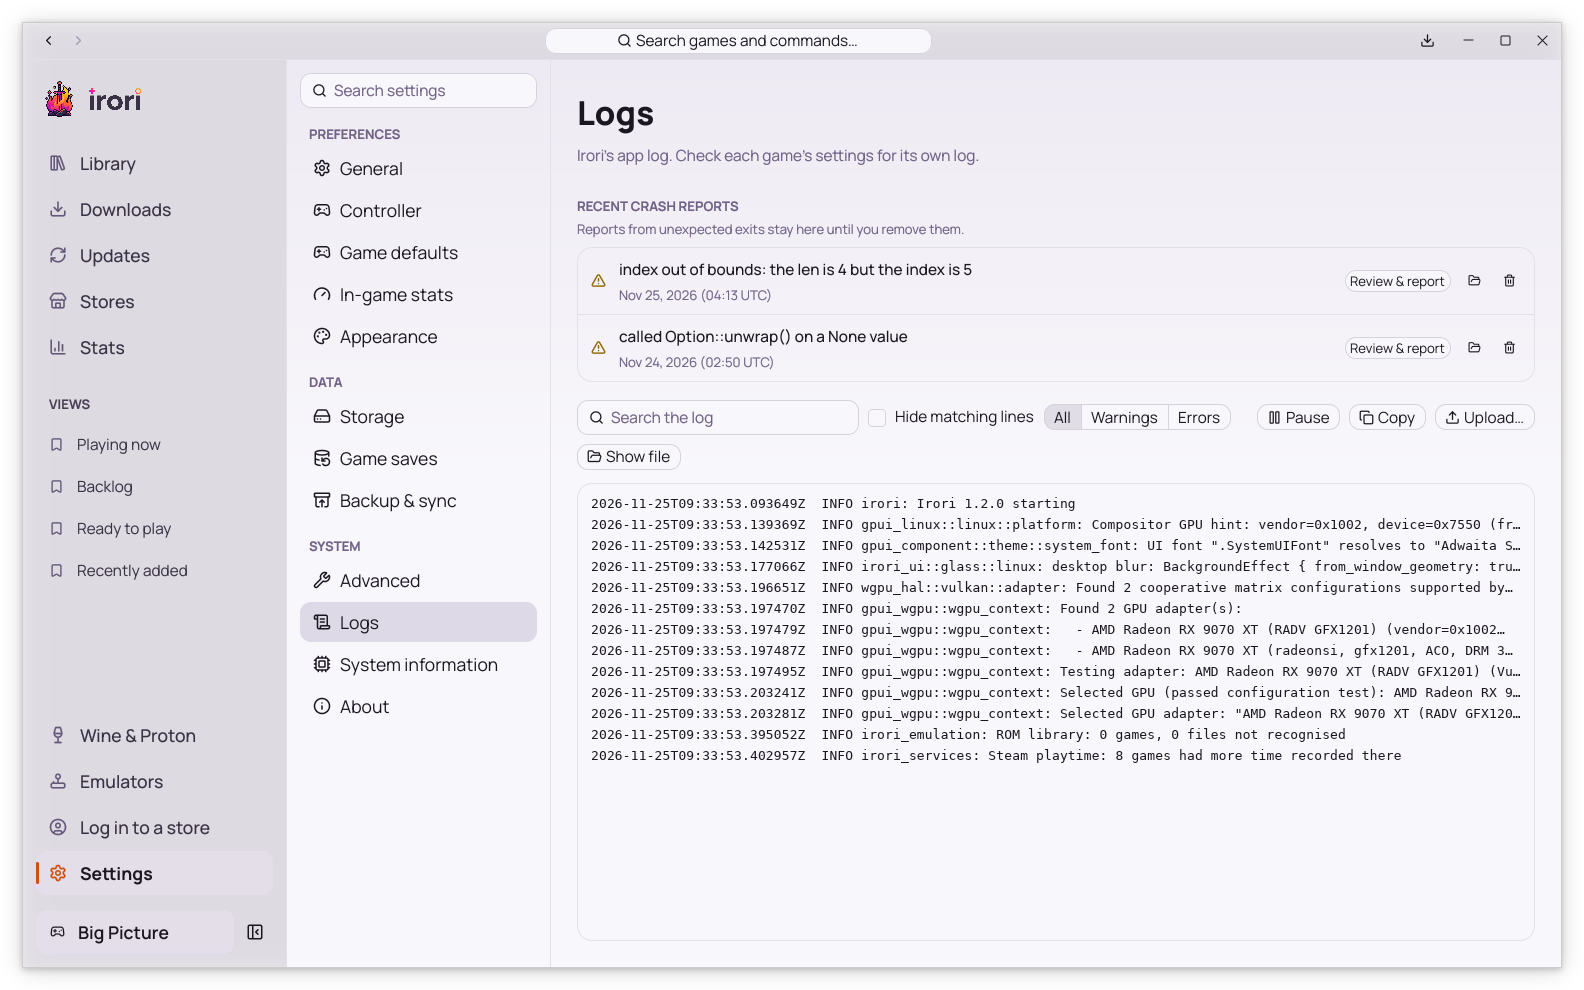 Search games and commands...
irori
Library
Downloads
Updates
Stores
Stats
VIEWS
Playing now
Backlog
Ready to play
Recently added
Wine & Proton
Emulators
Log in to a store
Settings
Big Picture
Search settings
PREFERENCES
General
Controller
Game defaults
In-game stats
Appearance
DATA
Storage
Game saves
Backup & sync
SYSTEM
Advanced
Logs
System information
About
Logs
Irori's app log. Check each game's settings for its own log.
RECENT CRASH REPORTS
Reports from unexpected exits stay here until you remove them.
index out of bounds: the len is 4 but the index is 5
Nov 25, 2026 (04:13 UTC)
Review & report
called Option::unwrap() on a None value
Nov 24, 2026 (02:50 UTC)
Review & report
Search the log
Hide matching lines
All Warnings Errors
Pause
Copy
Upload...
Show file
2026-11-25T09:33:53.093649Z  INFO irori: Irori 1.2.0 starting
2026-11-25T09:33:53.139369Z  INFO gpui_linux::linux::platform: Compositor GPU hint: vendor=0x1002, device=0x7550 (fr…
2026-11-25T09:33:53.142531Z  INFO gpui_component::theme::system_font: UI font ".SystemUIFont" resolves to "Adwaita S…
2026-11-25T09:33:53.177066Z  INFO irori_ui::glass::linux: desktop blur: BackgroundEffect { from_window_geometry: tru…
2026-11-25T09:33:53.196651Z  INFO wgpu_hal::vulkan::adapter: Found 2 cooperative matrix configurations supported by…
2026-11-25T09:33:53.197470Z  INFO gpui_wgpu::wgpu_context: Found 2 GPU adapter(s):
2026-11-25T09:33:53.197479Z  INFO gpui_wgpu::wgpu_context:   - AMD Radeon RX 9070 XT (RADV GFX1201) (vendor=0x1002…
2026-11-25T09:33:53.197487Z  INFO gpui_wgpu::wgpu_context:   - AMD Radeon RX 9070 XT (radeonsi, gfx1201, ACO, DRM 3…
2026-11-25T09:33:53.197495Z  INFO gpui_wgpu::wgpu_context: Testing adapter: AMD Radeon RX 9070 XT (RADV GFX1201) (Vu…
2026-11-25T09:33:53.203241Z  INFO gpui_wgpu::wgpu_context: Selected GPU (passed configuration test): AMD Radeon RX 9…
2026-11-25T09:33:53.203281Z  INFO gpui_wgpu::wgpu_context: Selected GPU adapter: "AMD Radeon RX 9070 XT (RADV GFX120…
2026-11-25T09:33:53.395052Z  INFO irori_emulation: ROM library: 0 games, 0 files not recognised
2026-11-25T09:33:53.402957Z  INFO irori_services: Steam playtime: 8 games had more time recorded there